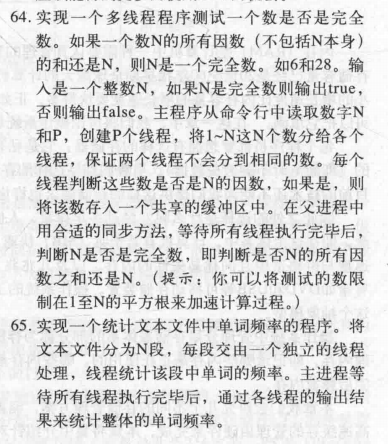 64. 实现一个多线程程序测试一个数是否是完全
数。如果一个数N的所有因数（不包括N本身）
的和还是N，则N是一个完全数。如6和28。输
入是一个整数N，如果N是完全数则输出true，
否则输出false。主程序从命令行中读取数字N
和P，创建P个线程，将1~N这N个数分给各个
线程，保证两个线程不会分到相同的数。每个
线程判断这些数是否是N的因数，如果是，则
将该数存入一个共享的缓冲区中。在父进程中
用合适的同步方法，等待所有线程执行完毕后，
判断N是否是完全数，即判断是否N的所有因
数之和还是N。（提示：你可以将测试的数限
制在1至N的平方根来加速计算过程。）
65. 实现一个统计文本文件中单词频率的程序。将
文本文件分为N段，每段交由一个独立的线程
处理，线程统计该段中单词的频率。主进程等
待所有线程执行完毕后，通过各线程的输出结
果来统计整体的单词频率。